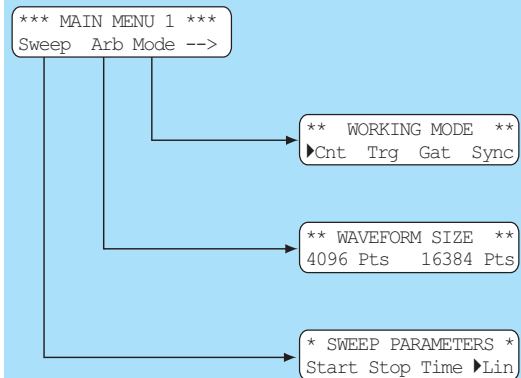 *** MAIN MENU 1 ***
Sweep Arb Mode -->
** WORKING MODE **
▶Cnt Trg Gat Sync
** WAVEFORM SIZE **
4096 Pts 16384 Pts
* SWEEP PARAMETERS *
Start Stop Time ▶Lin